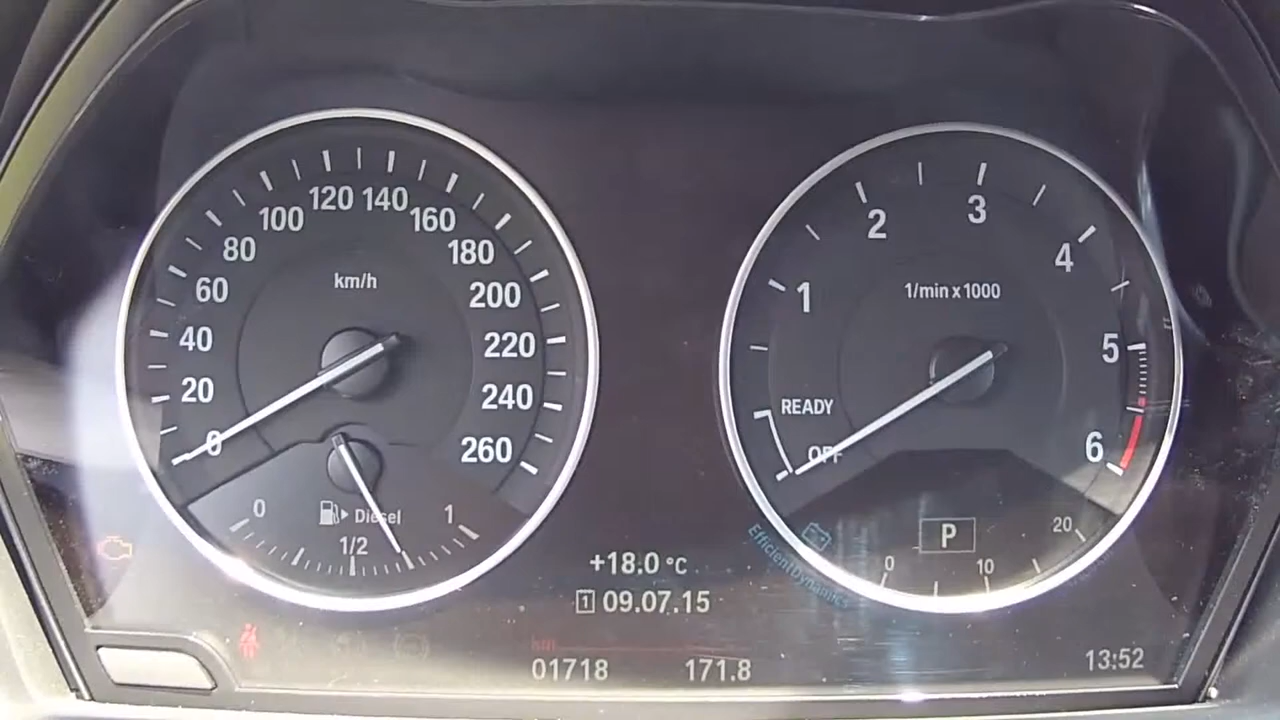 120 140
100 160
80 180
60 200
40 220
20 240
0 260
km/h
0 Diesel 1
1/2
2 3
1 4
1/min x 1000
5
6
READY
OFF
EfficientDynamics
P
0 10 20
+18.0 °C
1 09.07.15
km
01718 171.8
13:52